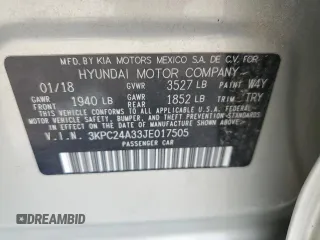 MFD. BY KIA MOTORS MEXICO S.A. DE C.V. FOR
HYUNDAI MOTOR COMPANY
01/18 GVWR 3527 LB PAINT W4Y
GAWR 1940 LB GAWR 1852 LB TRIM TRY
THIS VEHICLE CONFORMS TO ALL APPLICABLE U.S.A. FEDERAL
MOTOR VEHICLE SAFETY, BUMPER, AND THEFT PREVENTION STANDARDS
IN EFFECT ON THE DATE OF MANUFACTURE SHOWN ABOVE.
V.I.N. 3KPC24A33JE017505
PASSENGER CAR
DREAMBID